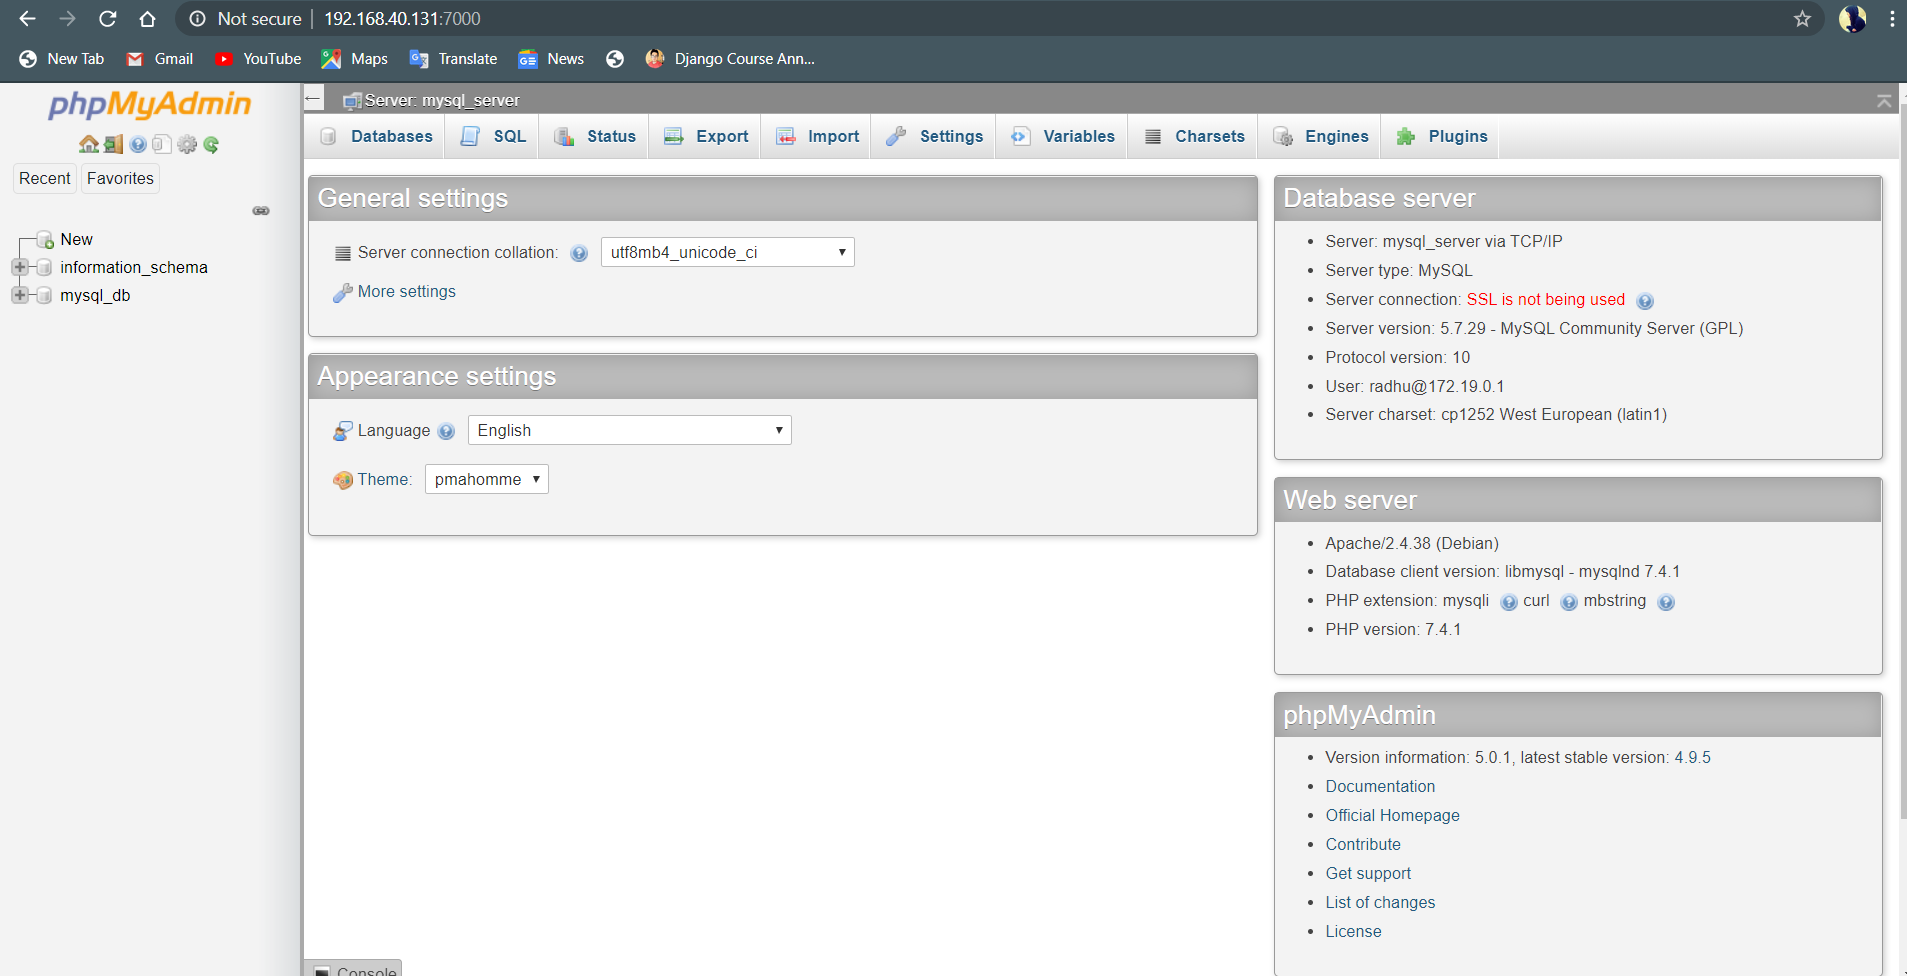 Not secure | 192.168.40.131:7000
New Tab Gmail YouTube Maps Translate News Django Course Ann...
phpMyAdmin
Recent Favorites
New
information_schema
mysql_db
Server: mysql_server
Databases SQL Status Export Import Settings Variables Charsets Engines Plugins
General settings
Server connection collation: utf8mb4_unicode_ci
More settings
Appearance settings
Language English
Theme: pmahomme
Database server
Server: mysql_server via TCP/IP
Server type: MySQL
Server connection: SSL is not being used
Server version: 5.7.29 - MySQL Community Server (GPL)
Protocol version: 10
User: radhu@172.19.0.1
Server charset: cp1252 West European (latin1)
Web server
Apache/2.4.38 (Debian)
Database client version: libmysql - mysqlnd 7.4.1
PHP extension: mysqli curl mbstring
PHP version: 7.4.1
phpMyAdmin
Version information: 5.0.1, latest stable version: 4.9.5
Documentation
Official Homepage
Contribute
Get support
List of changes
License
Console